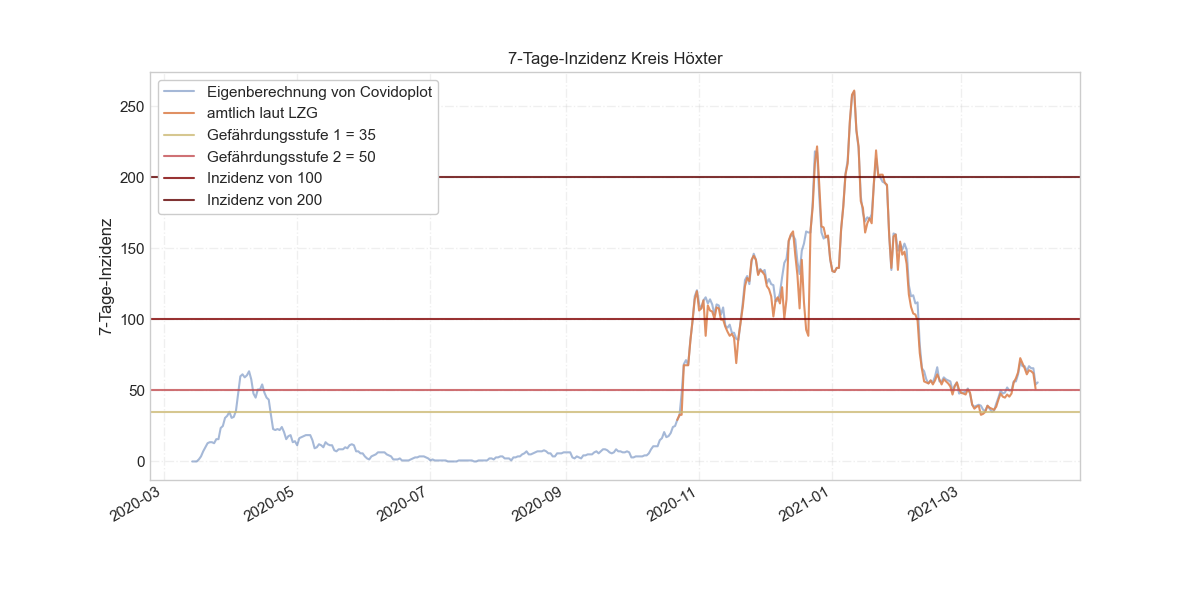 7-Tage-Inzidenz Kreis Höxter
Eigenberechnung von Covidoplot
amtlich laut LZG
Gefährdungsstufe 1 = 35
Gefährdungsstufe 2 = 50
Inzidenz von 100
Inzidenz von 200
7-Tage-Inzidenz
250
200
150
100
50
0
2020-03
2020-05
2020-07
2020-09
2020-11
2021-01
2021-03